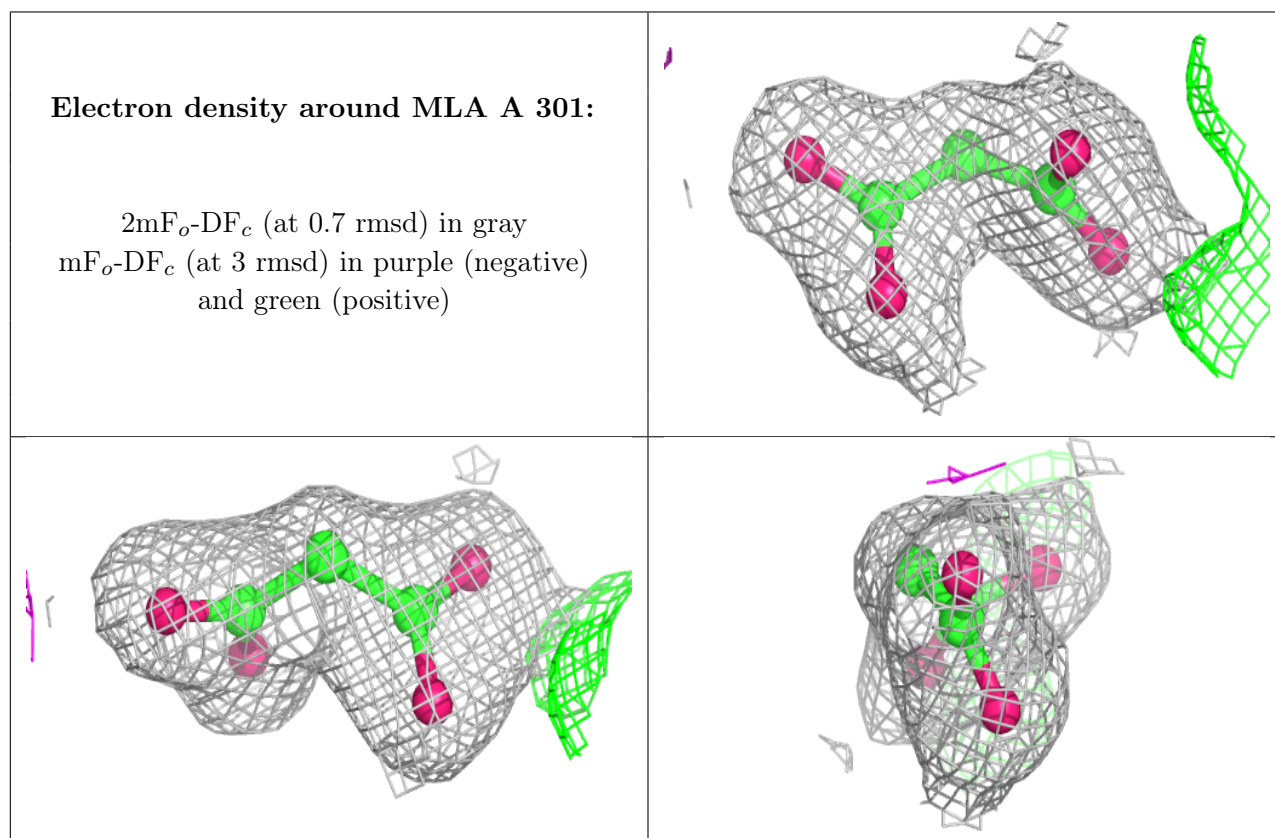 Electron density around MLA A 301:
2mFo-DFc (at 0.7 rmsd) in gray
mFo-DFc (at 3 rmsd) in purple (negative)
and green (positive)